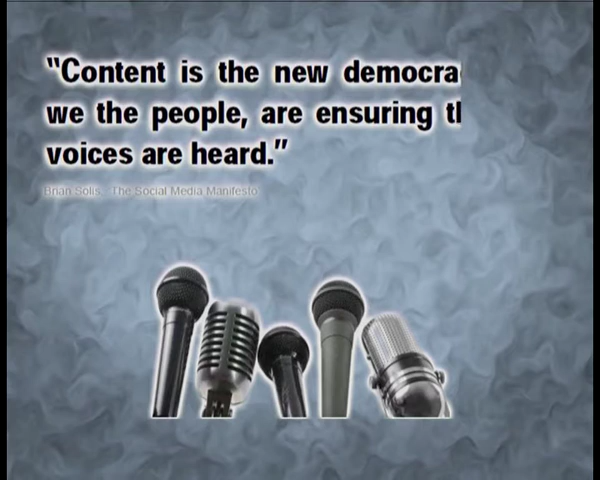 “Content is the new democra
we the people, are ensuring tl
voices are heard.”
Brian Solis, The Social Media Manifesto